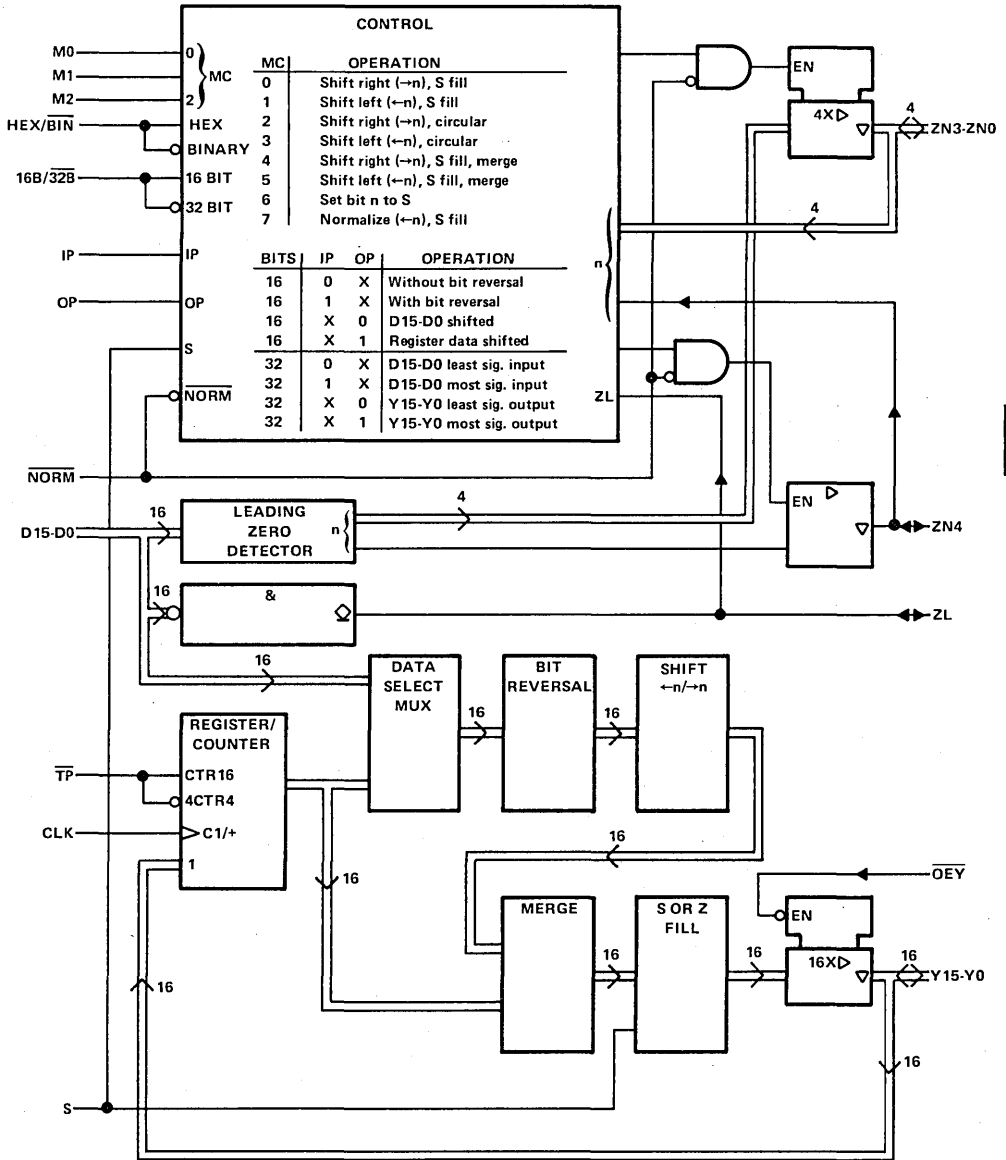 CONTROL
M0
M1
M2
0
2
MC
HEX/BIN
HEX
BINARY
16B/32B
16 BIT
32 BIT
IP
IP
OP
OP
S
NORM
NORM
MC OPERATION
0 Shift right (→n), S fill
1 Shift left (←n), S fill
2 Shift right (→n), circular
3 Shift left (←n), circular
4 Shift right (→n), S fill, merge
5 Shift left (←n), S fill, merge
6 Set bit n to S
7 Normalize (←n), S fill
BITS IP OP OPERATION
16 0 X Without bit reversal
16 1 X With bit reversal
16 X 0 D15-D0 shifted
16 X 1 Register data shifted
32 0 X D15-D0 least sig. input
32 1 X D15-D0 most sig. input
32 X 0 Y15-Y0 least sig. output
32 X 1 Y15-Y0 most sig. output
n
ZL
EN
4X▷
4
ZN3-ZN0
4
EN
ZN4
D15-D0
16
LEADING
ZERO
DETECTOR
n
4
16
&
ZL
16
DATA
SELECT
MUX
16
BIT
REVERSAL
16
SHIFT
←n/→n
REGISTER/
COUNTER
TP
CTR16
4CTR4
CLK
C1/+
1
16
16
OEY
MERGE
16
S OR Z
FILL
16
EN
16X▷
16
Y15-Y0
16
16
S